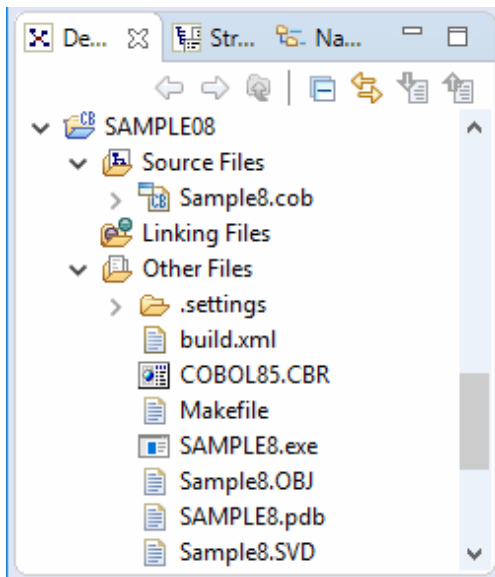 De... Str... Na...
SAMPLE08
Source Files
Sample8.cob
Linking Files
Other Files
.settings
build.xml
COBOL85.CBR
Makefile
SAMPLE8.exe
Sample8.OBJ
SAMPLE8.pdb
Sample8.SVD